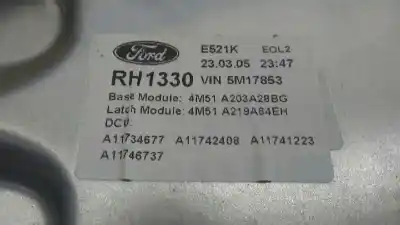 Ford E521K EOL2
23.03.05 23:47
RH1330 VIN 5M17853
Base Module: 4M51 A203A28BG
Latch Module: 4M51 A219A64EH
DCV:
A11734677 A11742408 A11741223
A11746737